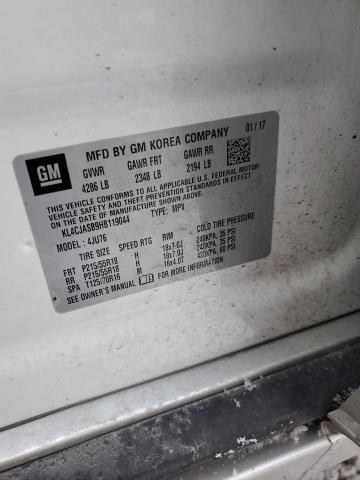 GM
MFD BY GM KOREA COMPANY 01/17
GVWR GAWR FRT GAWR RR
4286 LB 2348 LB 2194 LB
THIS VEHICLE CONFORMS TO ALL APPLICABLE U.S. FEDERAL MOTOR
VEHICLE SAFETY AND THEFT PREVENTION STANDARDS IN EFFECT
ON THE DATE OF MANUFACTURE SHOWN ABOVE.
KL4CJASB9HB119044 TYPE: MPV
MODEL: 4JU76
TIRE SIZE SPEED RTG RIM COLD TIRE PRESSURE
FRT P215/55R18 H 18x7.0J 240KPA, 35 PSI
RR P215/55R18 H 18x7.0J 240KPA, 35 PSI
SPA T125/70R16 M 16x4.0T 420KPA, 60 PSI
SEE OWNER'S MANUAL FOR MORE INFORMATION.